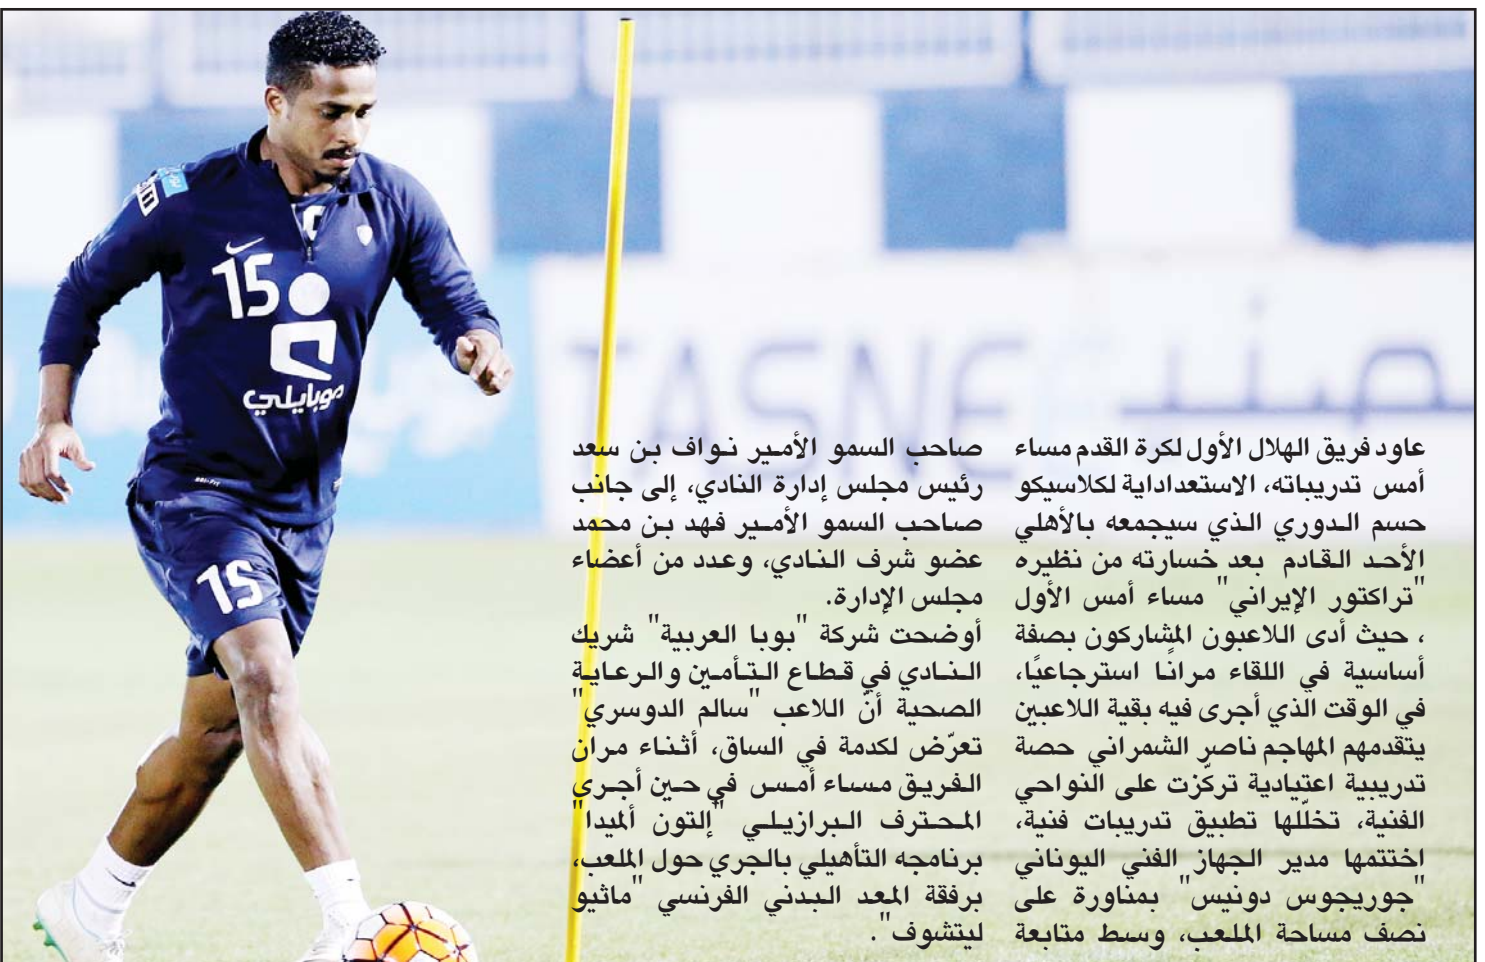 عاود فريق الهلال الأول لكرة القدم مساء
أمس تدريباته، الاستعداداية لكلاسيكو
حسم الدوري الذي سيجمعه بالأهلي
الأحد القادم بعد خسارته من نظيره
"تراكتور الإيراني" مساء أمس الأول
، حيث أدى اللاعبون المشاركون بصفة
أساسية في اللقاء مرانًا استرجاعيًا،
في الوقت الذي أجرى فيه بقية اللاعبين
يتقدمهم المهاجم ناصر الشمراني حصة
تدريبية اعتيادية تركّزت على النواحي
الفنية، تخلّلها تطبيق تدريبات فنية،
اختتمها مدير الجهاز الفني اليوناني
"جوريجوس دونيس" بمناورة على
نصف مساحة الملعب، وسط متابعة
صاحب السمو الأمير نواف بن سعد
رئيس مجلس إدارة النادي، إلى جانب
صاحب السمو الأمير فهد بن محمد
عضو شرف النادي، وعدد من أعضاء
مجلس الإدارة.
أوضحت شركة "بوبا العربية" شريك
النادي في قطاع التأمين والرعاية
الصحية أنّ اللاعب "سالم الدوسري"
تعرّض لكدمة في الساق، أثناء مران
الفريق مساء أمس في حين أجرى
المحترف البرازيلي "إلتون ألميدا"
برنامجه التأهيلي بالجري حول الملعب،
برفقة المعد البدني الفرنسي "ماثيو
ليتشوف".
15
موبايلي
15
TASNE